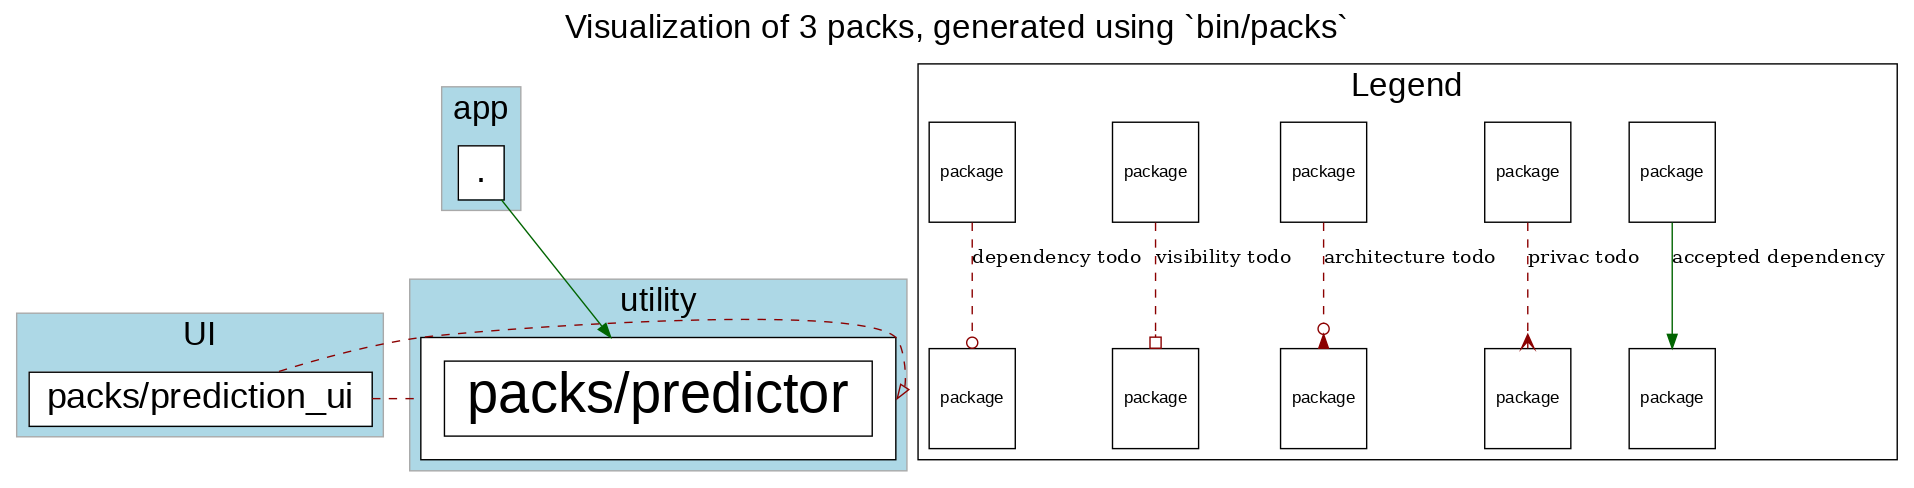 Visualization of 3 packs, generated using `bin/packs`
app
.
utility
UI
packs/prediction_ui
packs/predictor
Legend
package package package package package
dependency todo visibility todo architecture todo privac todo accepted dependency
package package package package package